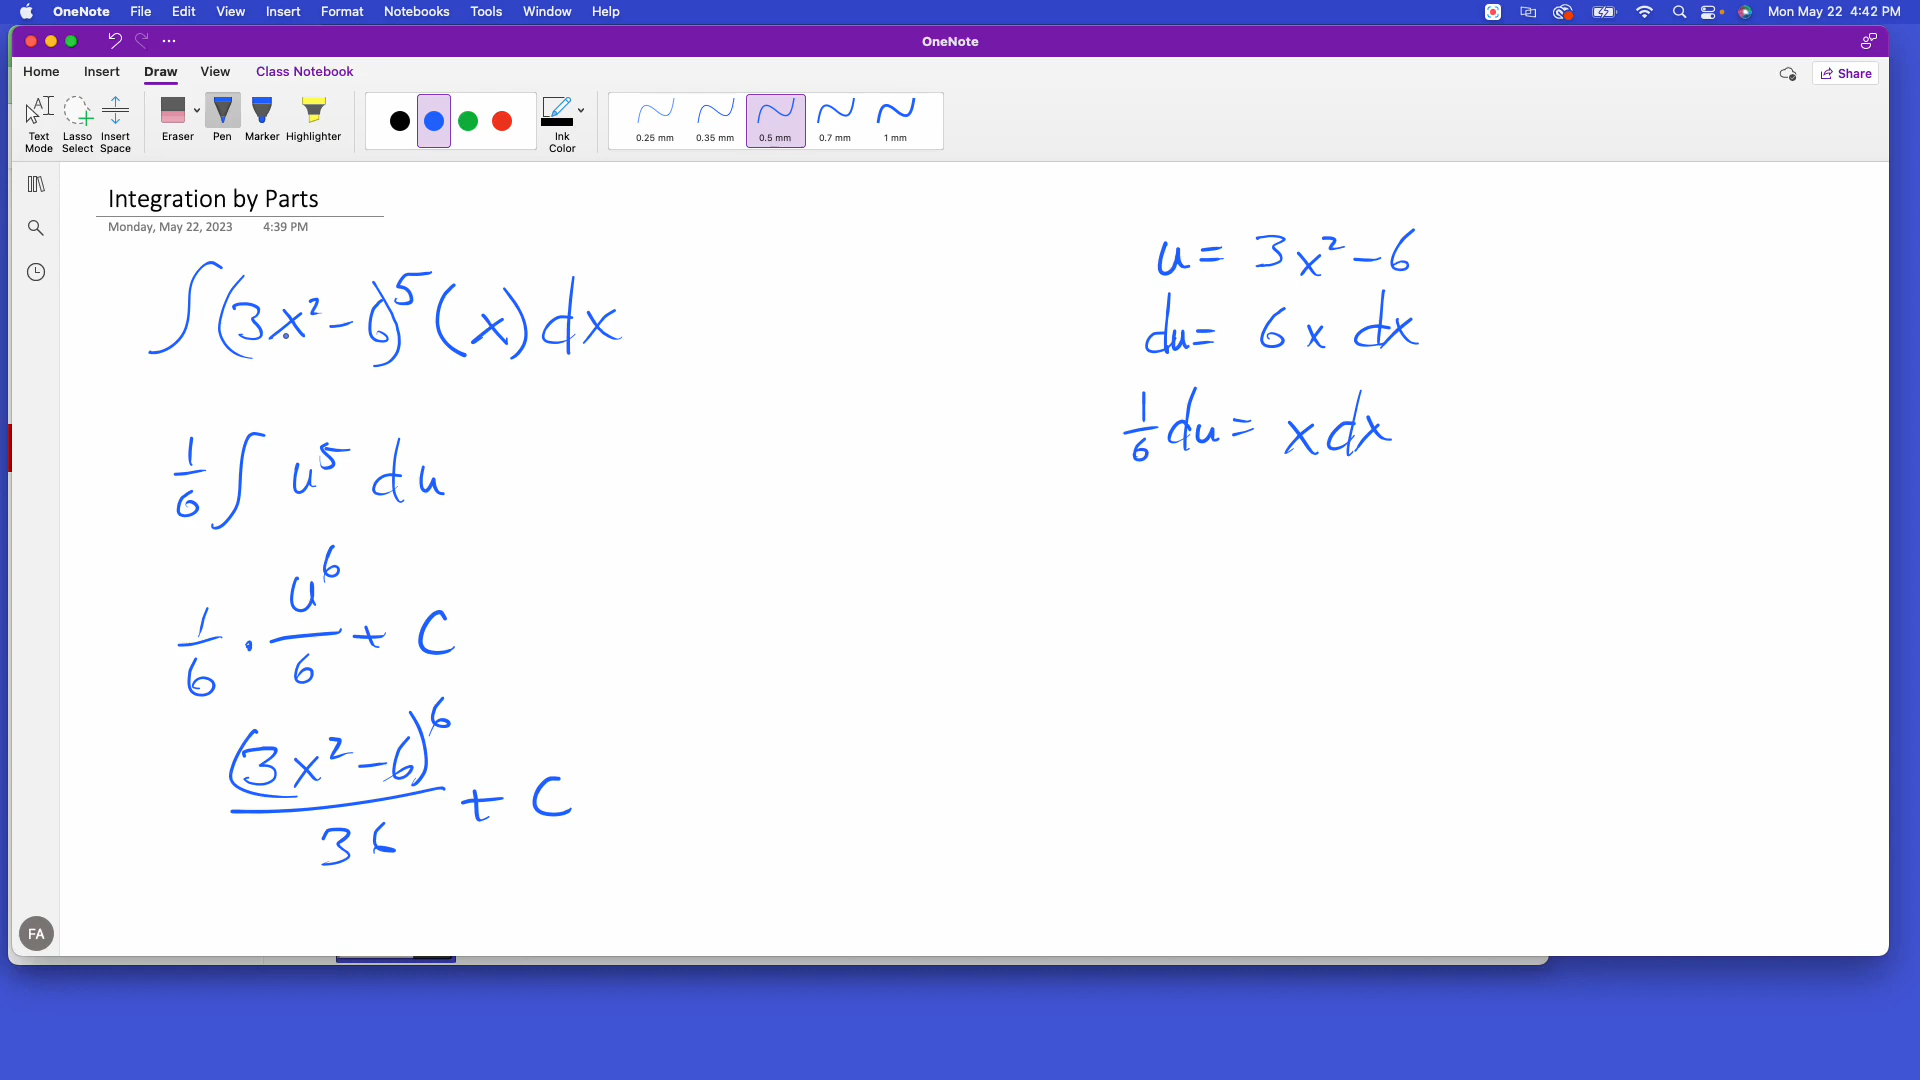 OneNote File Edit View Insert Format Notebooks Tools Window Help Mon May 22 4:42 PM
OneNote
Home Insert Draw View Class Notebook Share
Text Mode Lasso Select Insert Space Eraser Pen Marker Highlighter Ink Color 0.25 mm 0.35 mm 0.5 mm 0.7 mm 1 mm
Integration by Parts
Monday, May 22, 2023 4:39 PM
∫(3x² − 6)⁵ (x) dx
1/6 ∫ u⁵ du
1/6 · u⁶/6 + C
(3x² − 6)⁶/36 + C
u = 3x² − 6
du = 6x dx
1/6 du = x dx
FA